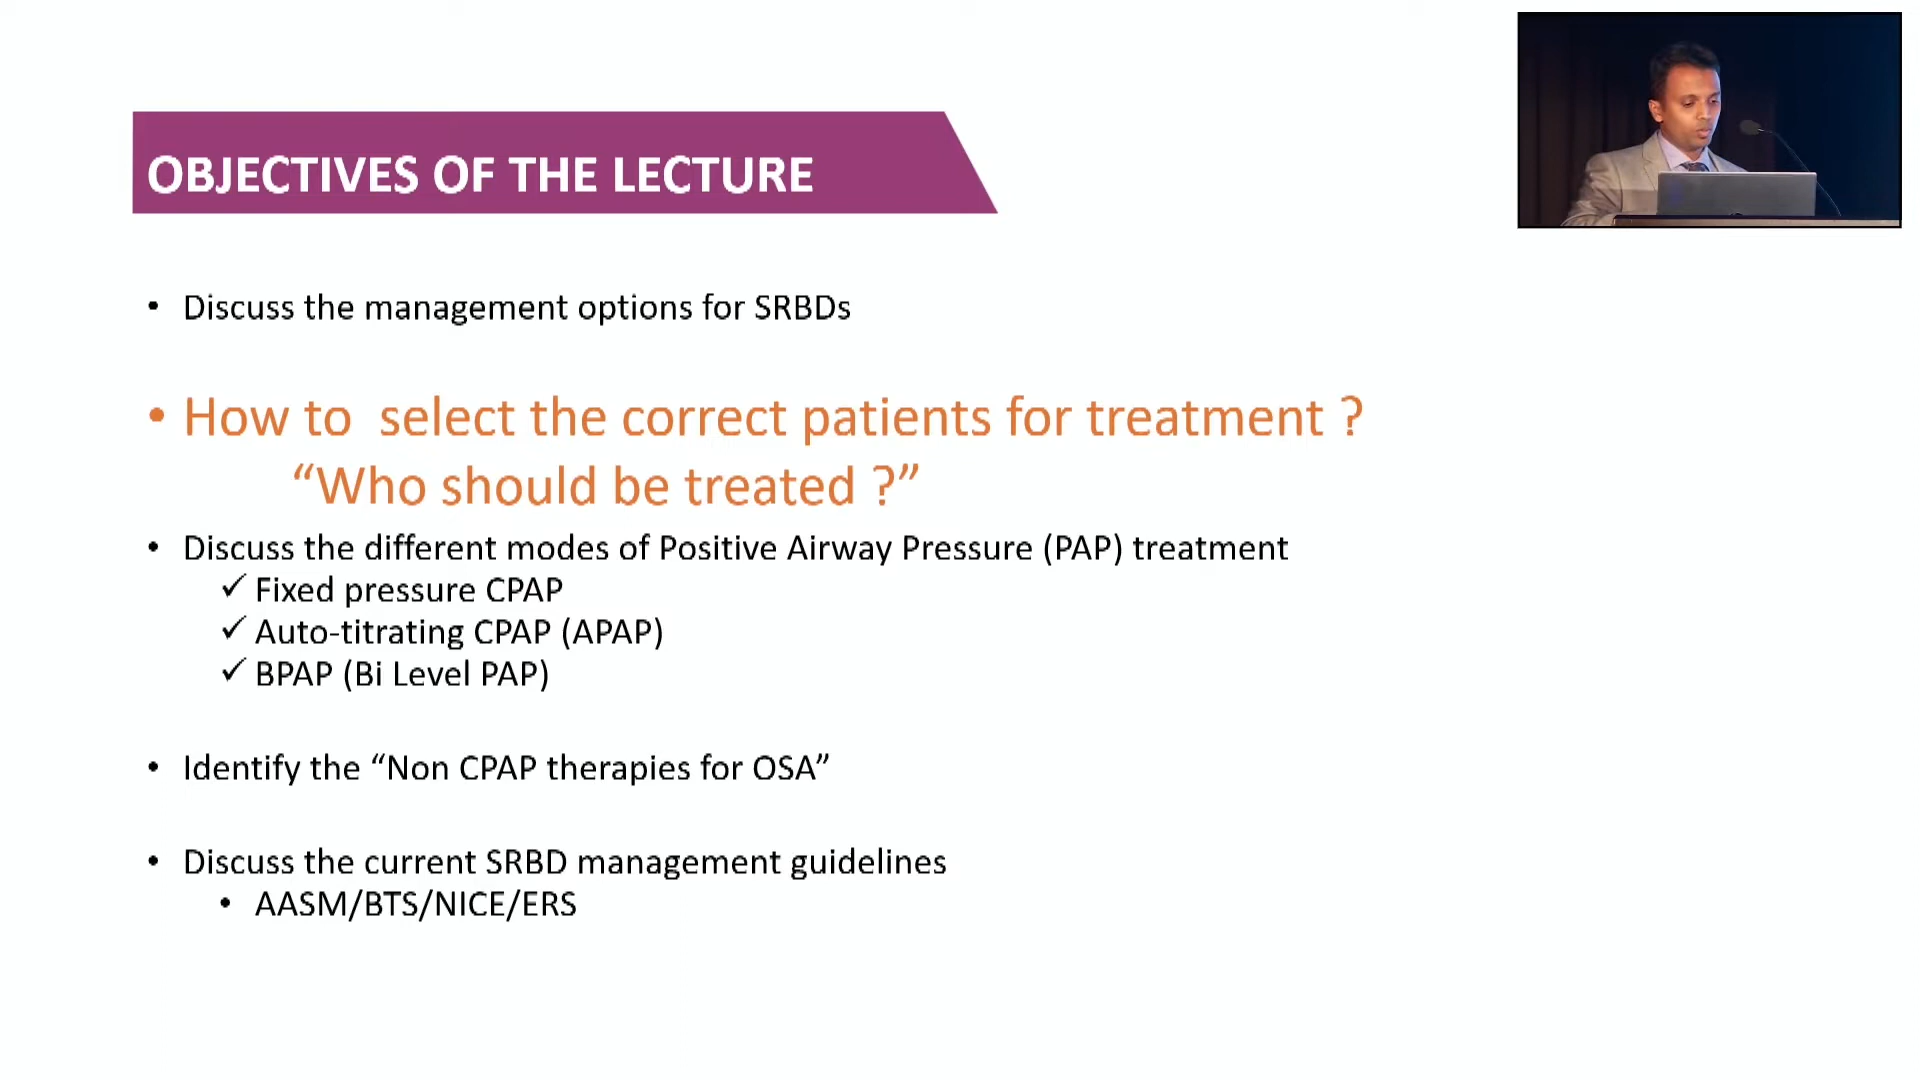 OBJECTIVES OF THE LECTURE
• Discuss the management options for SRBDs
• How to  select the correct patients for treatment ?
“Who should be treated ?”
• Discuss the different modes of Positive Airway Pressure (PAP) treatment
✓ Fixed pressure CPAP
✓ Auto-titrating CPAP (APAP)
✓ BPAP (Bi Level PAP)
• Identify the “Non CPAP therapies for OSA”
• Discuss the current SRBD management guidelines
• AASM/BTS/NICE/ERS